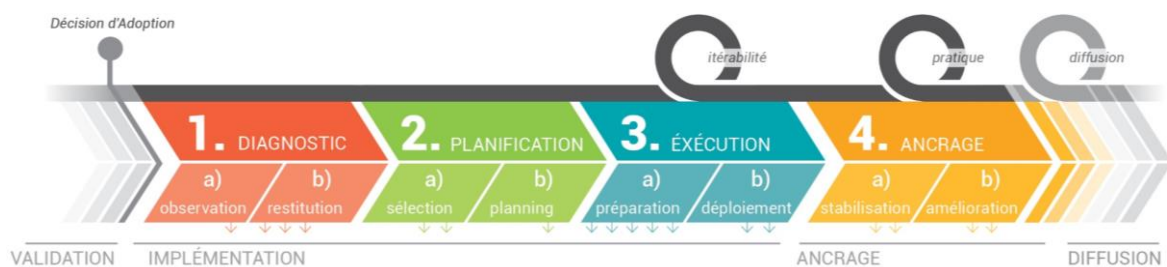 Décision d'Adoption
itérabilité
pratique
diffusion
1. DIAGNOSTIC
2. PLANIFICATION
3. ÉXÉCUTION
4. ANCRAGE
a) b) a) b) a) b) a) b)
observation restitution sélection planning préparation déploiement stabilisation amélioration
VALIDATION IMPLÉMENTATION ANCRAGE DIFFUSION